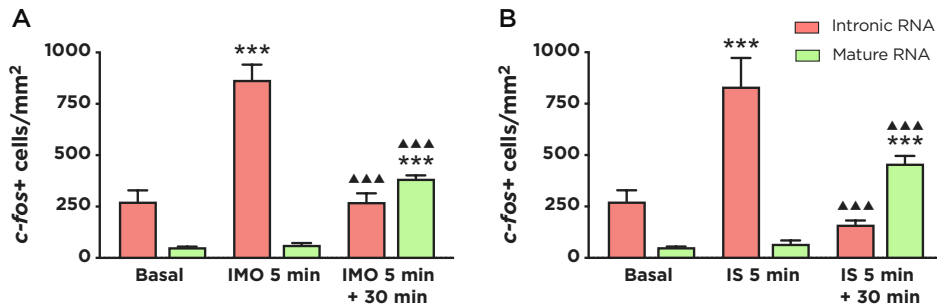 A
c-fos+ cells/mm²
1000
750
500
250
0
***
▲▲▲
▲▲▲
***
Basal
IMO 5 min
IMO 5 min
+ 30 min
B
Intronic RNA
Mature RNA
c-fos+ cells/mm²
1000
750
500
250
0
***
▲▲▲
▲▲▲
***
Basal
IS 5 min
IS 5 min
+ 30 min